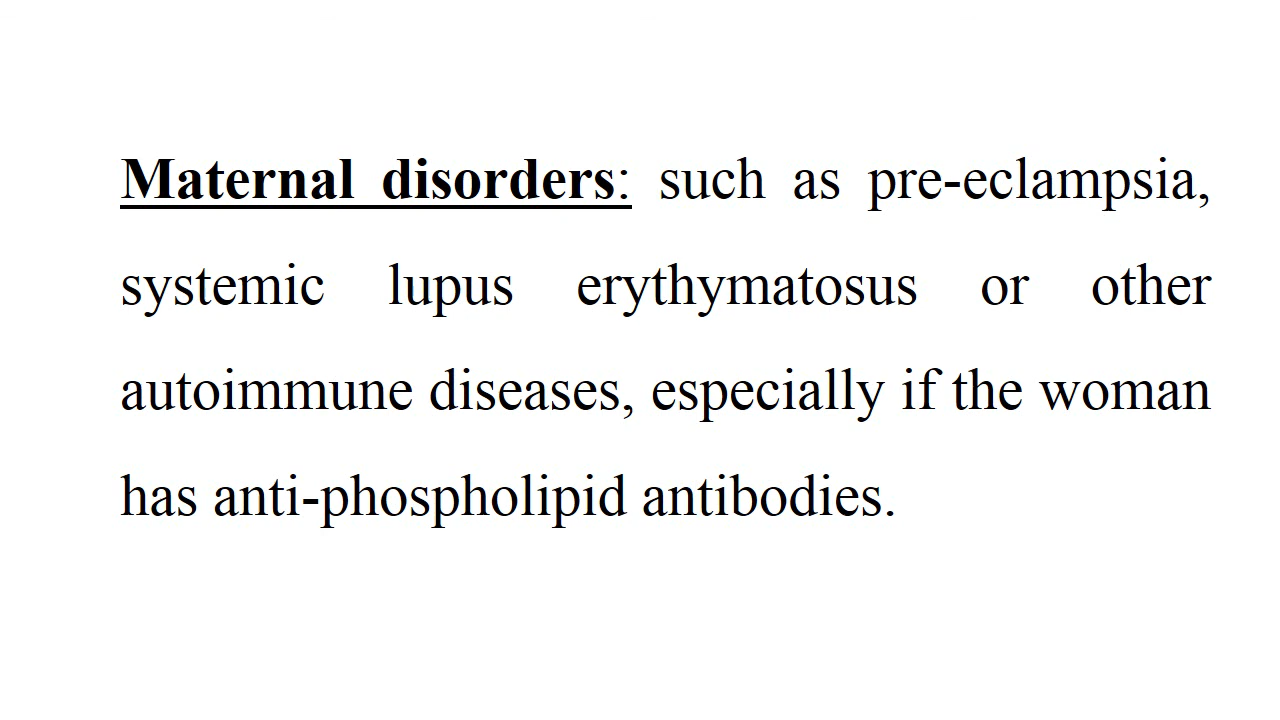 Maternal disorders: such as pre-eclampsia,
systemic lupus erythymatosus or other
autoimmune diseases, especially if the woman
has anti-phospholipid antibodies.